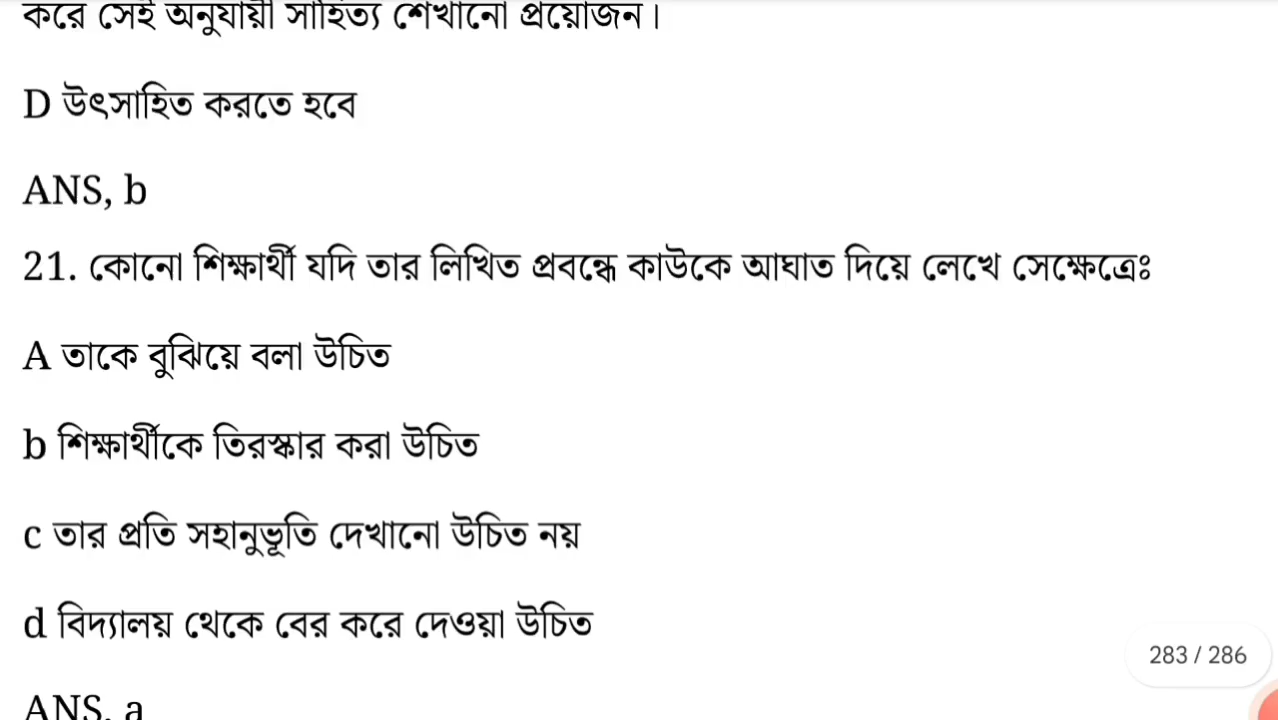 করে সেই অনুযায়ী সাহিত্য শেখানো প্রয়োজন।
D উৎসাহিত করতে হবে
ANS, b
21. কোনো শিক্ষার্থী যদি তার লিখিত প্রবন্ধে কাউকে আঘাত দিয়ে লেখে সেক্ষেত্রেঃ
A তাকে বুঝিয়ে বলা উচিত
b শিক্ষার্থীকে তিরস্কার করা উচিত
c তার প্রতি সহানুভূতি দেখানো উচিত নয়
d বিদ্যালয় থেকে বের করে দেওয়া উচিত
283 / 286
ANS, a